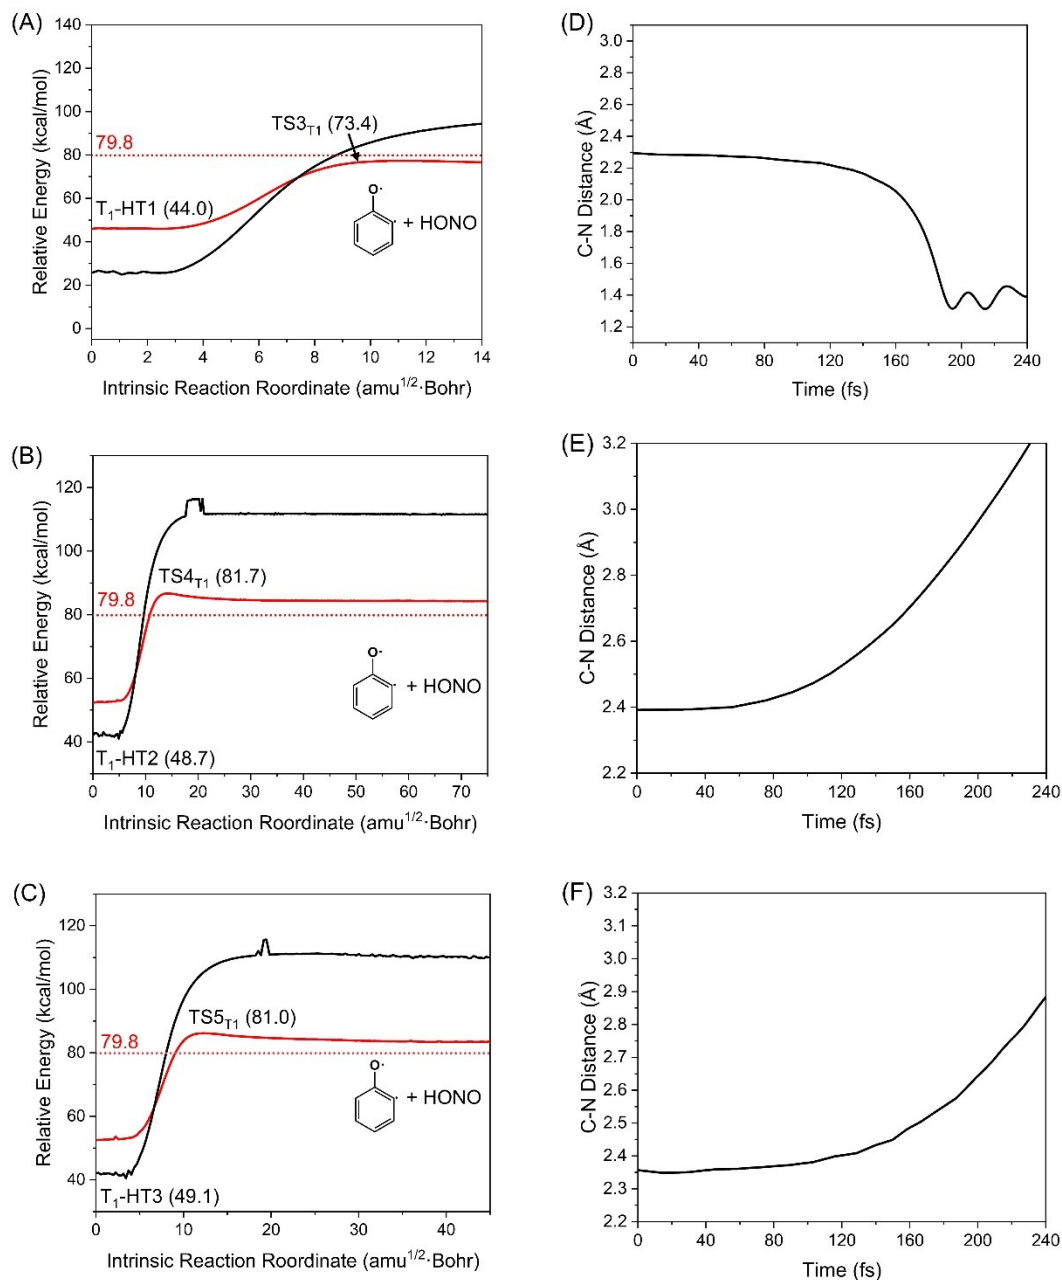 (A)
Relative Energy (kcal/mol)
140
120
100
80
60
40
20
0
79.8
TS3T1 (73.4)
T1-HT1 (44.0)
O·
· + HONO
0 2 4 6 8 10 12 14
Intrinsic Reaction Roordinate (amu1/2·Bohr)
(D)
C-N Distance (Å)
3.0
2.7
2.4
2.1
1.8
1.5
1.2
0 40 80 120 160 200 240
Time (fs)
(B)
Relative Energy (kcal/mol)
120
100
80
60
40
79.8
TS4T1 (81.7)
O·
· + HONO
T1-HT2 (48.7)
0 10 20 30 40 50 60 70
Intrinsic Reaction Roordinate (amu1/2·Bohr)
(E)
C-N Distance (Å)
3.2
3.0
2.8
2.6
2.4
2.2
0 40 80 120 160 200 240
Time (fs)
(C)
Relative Energy (kcal/mol)
120
100
80
60
40
79.8
TS5T1 (81.0)
O·
· + HONO
T1-HT3 (49.1)
0 10 20 30 40
Intrinsic Reaction Roordinate (amu1/2·Bohr)
(F)
C-N Distance (Å)
3.2
3.1
3.0
2.9
2.8
2.7
2.6
2.5
2.4
2.3
2.2
0 40 80 120 160 200 240
Time (fs)